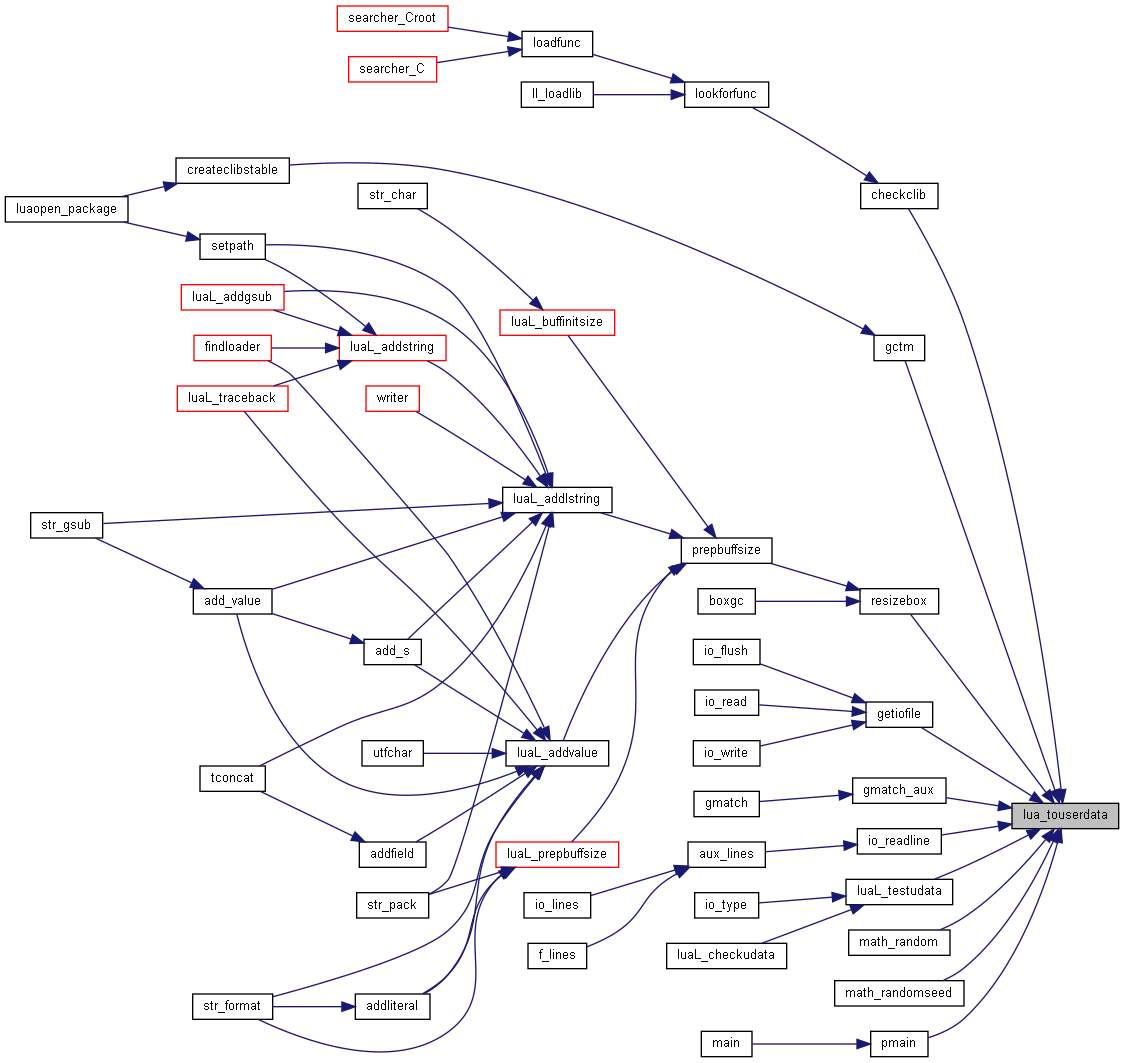 searcher_Croot
loadfunc
searcher_C
ll_loadlib
lookforfunc
createclibstable
str_char
checkclib
luaopen_package
setpath
luaL_addgsub
luaL_buffinitsize
findloader
luaL_addstring
gctm
luaL_traceback
writer
luaL_addlstring
str_gsub
prepbuffsize
add_value
boxgc
resizebox
add_s
io_flush
io_read
getiofile
utfchar
luaL_addvalue
io_write
tconcat
gmatch_aux
gmatch
lua_touserdata
io_readline
addfield
luaL_prepbuffsize
aux_lines
luaL_testudata
str_pack
io_lines
io_type
math_random
f_lines
luaL_checkudata
math_randomseed
str_format
addliteral
main
pmain